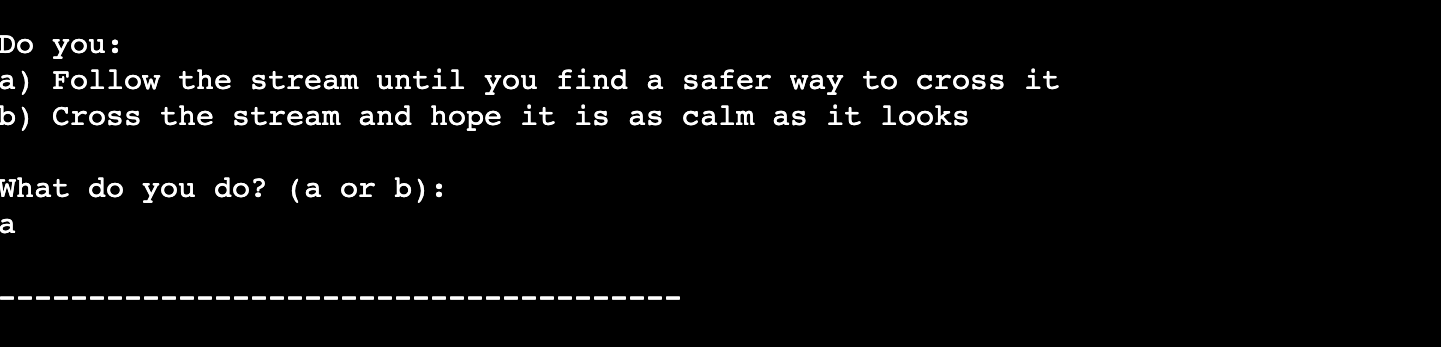 Do you:
a) Follow the stream until you find a safer way to cross it
b) Cross the stream and hope it is as calm as it looks
What do you do? (a or b):
a
--------------------------------------